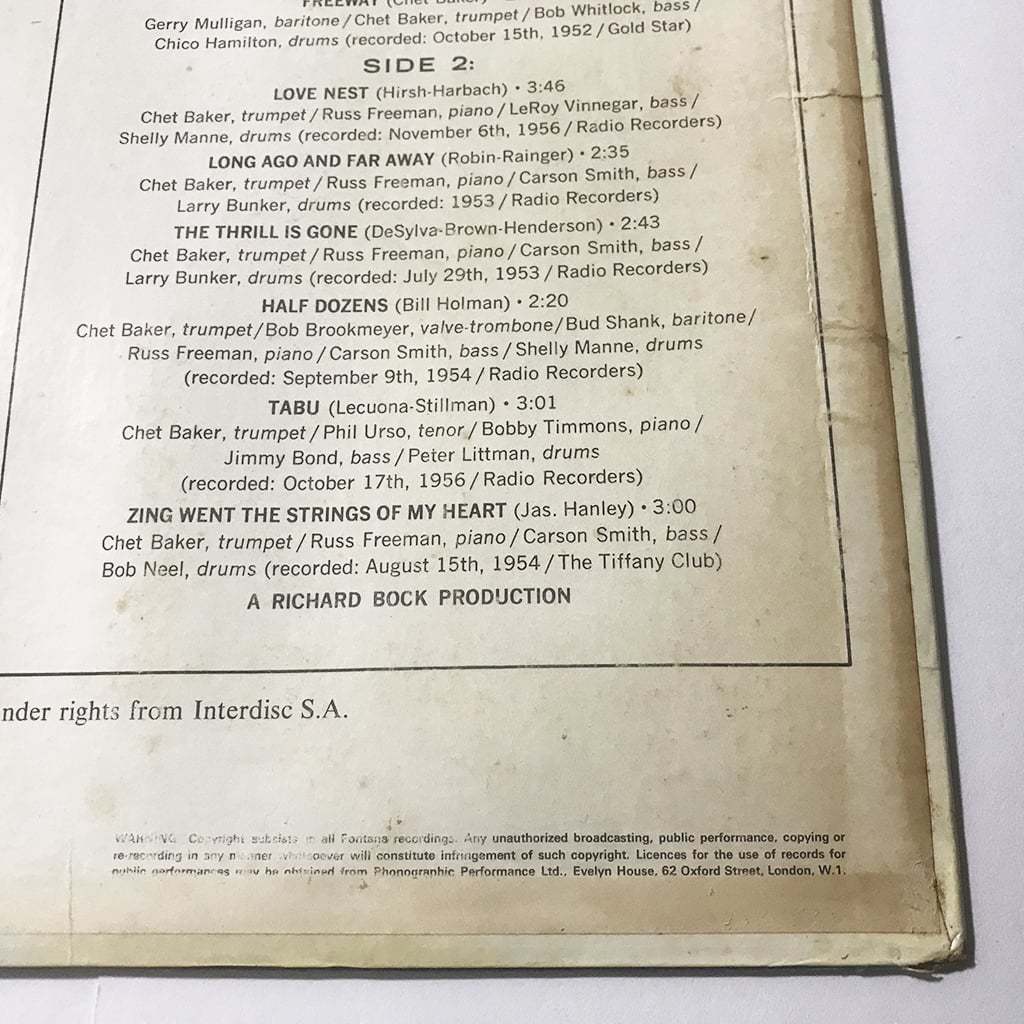 FREEWAY (Chet Baker)
Gerry Mulligan, baritone / Chet Baker, trumpet / Bob Whitlock, bass /
Chico Hamilton, drums (recorded: October 15th, 1952 / Gold Star)
SIDE 2:
LOVE NEST (Hirsh-Harbach) • 3:46
Chet Baker, trumpet / Russ Freeman, piano / LeRoy Vinnegar, bass /
Shelly Manne, drums (recorded: November 6th, 1956 / Radio Recorders)
LONG AGO AND FAR AWAY (Robin-Rainger) • 2:35
Chet Baker, trumpet / Russ Freeman, piano / Carson Smith, bass /
Larry Bunker, drums (recorded: 1953 / Radio Recorders)
THE THRILL IS GONE (DeSylva-Brown-Henderson) • 2:43
Chet Baker, trumpet / Russ Freeman, piano / Carson Smith, bass /
Larry Bunker, drums (recorded: July 29th, 1953 / Radio Recorders)
HALF DOZENS (Bill Holman) • 2:20
Chet Baker, trumpet/Bob Brookmeyer, valve-trombone/Bud Shank, baritone/
Russ Freeman, piano / Carson Smith, bass / Shelly Manne, drums
(recorded: September 9th, 1954 / Radio Recorders)
TABU (Lecuona-Stillman) • 3:01
Chet Baker, trumpet / Phil Urso, tenor / Bobby Timmons, piano /
Jimmy Bond, bass / Peter Littman, drums
(recorded: October 17th, 1956 / Radio Recorders)
ZING WENT THE STRINGS OF MY HEART (Jas. Hanley) • 3:00
Chet Baker, trumpet / Russ Freeman, piano / Carson Smith, bass /
Bob Neel, drums (recorded: August 15th, 1954 / The Tiffany Club)
A RICHARD BOCK PRODUCTION
nder rights from Interdisc S.A.
WARNING Copyright subsists in all Fontana recordings. Any unauthorized broadcasting, public performance, copying or
re-recording in any manner whatsoever will constitute infringement of such copyright. Licences for the use of records for
public performances may be obtained from Phonographic Performance Ltd., Evelyn House, 62 Oxford Street, London, W.1.